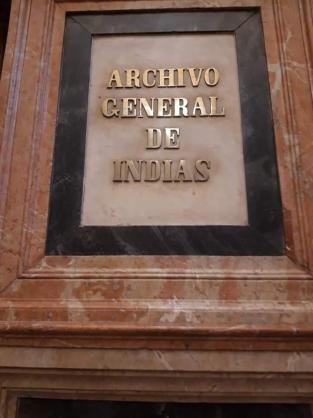 ARCHIVO
GENERAL
DE
INDIAS